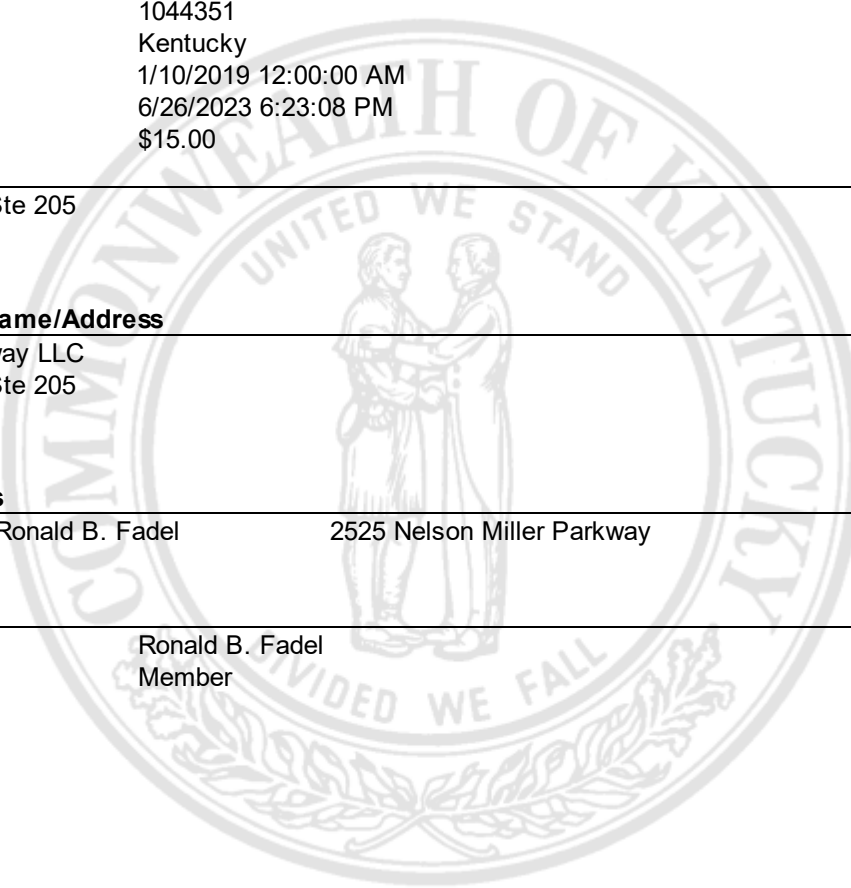 1044351
Kentucky
1/10/2019 12:00:00 AM
6/26/2023 6:23:08 PM
$15.00
Ste 205
ame/Address
way LLC
Ste 205
s
Ronald B. Fadel 2525 Nelson Miller Parkway
Ronald B. Fadel
Member
COMMONWEALTH OF KENTUCKY
UNITED WE STAND
DIVIDED WE FALL